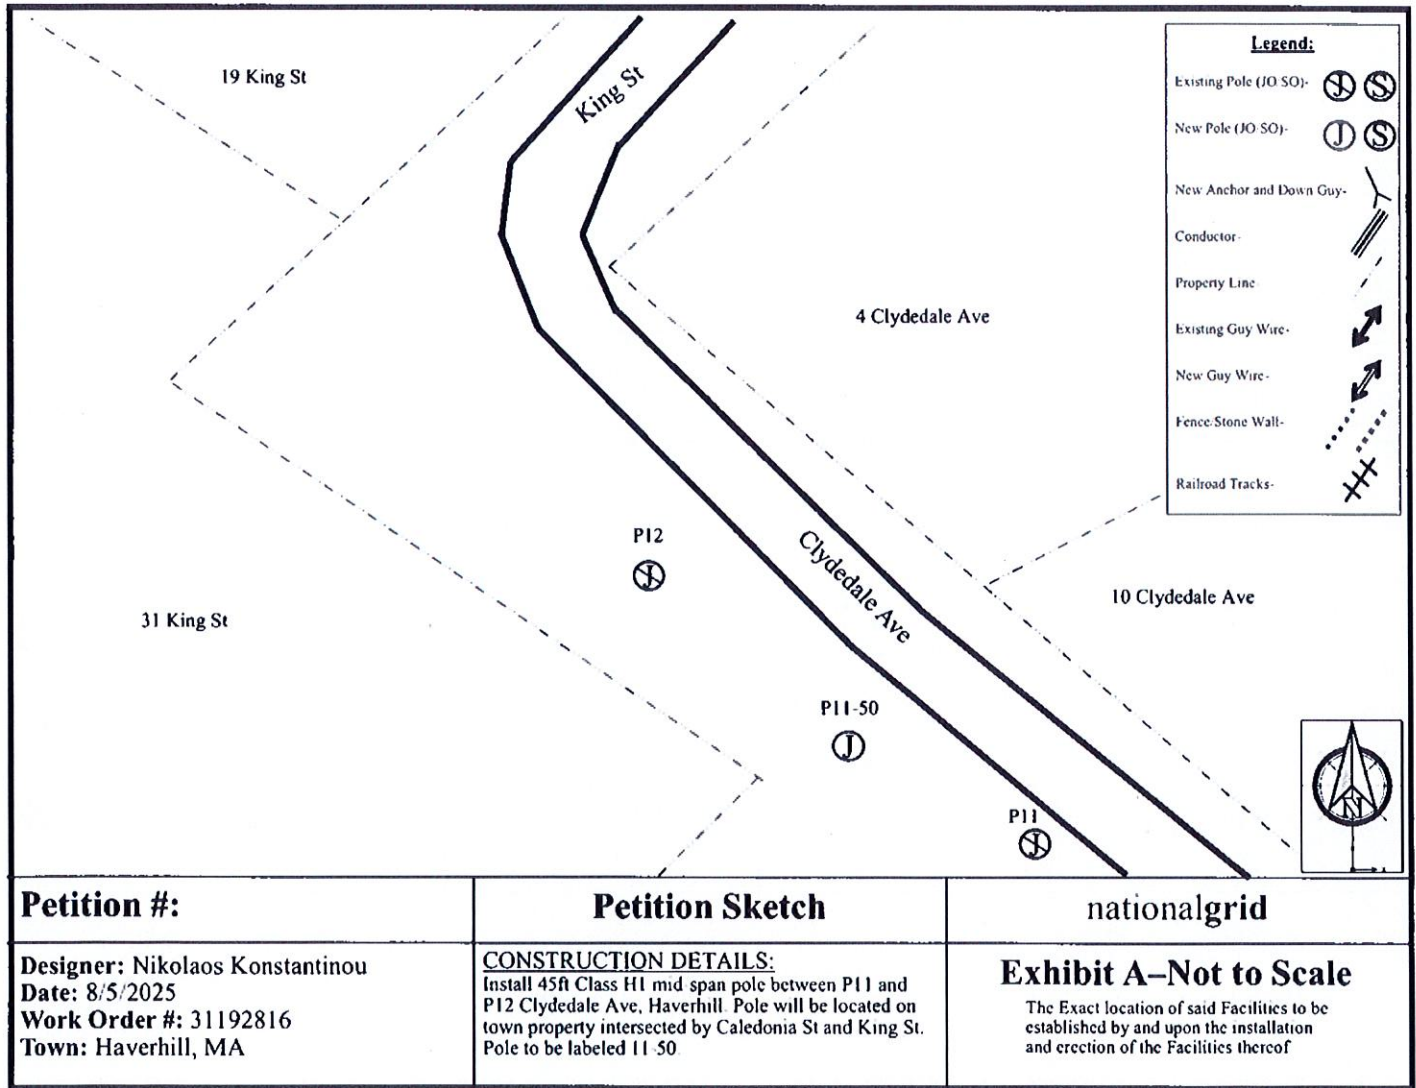 19 King St
King St
Legend:
Existing Pole (JO SO)-
J S
New Pole (JO SO)-
J S
New Anchor and Down Guy-
Conductor-
Property Line
Existing Guy Wire-
New Guy Wire-
Fence/Stone Wall-
Railroad Tracks-
4 Clydedale Ave
P12
J
Clydedale Ave
10 Clydedale Ave
31 King St
P11-50
J
P11
J
N
Petition #:
Petition Sketch
nationalgrid
Designer: Nikolaos Konstantinou
Date: 8/5/2025
Work Order #: 31192816
Town: Haverhill, MA
CONSTRUCTION DETAILS:
Install 45ft Class H1 mid span pole between P11 and
P12 Clydedale Ave, Haverhill. Pole will be located on
town property intersected by Caledonia St and King St.
Pole to be labeled 11-50
Exhibit A–Not to Scale
The Exact location of said Facilities to be
established by and upon the installation
and erection of the Facilities thereof